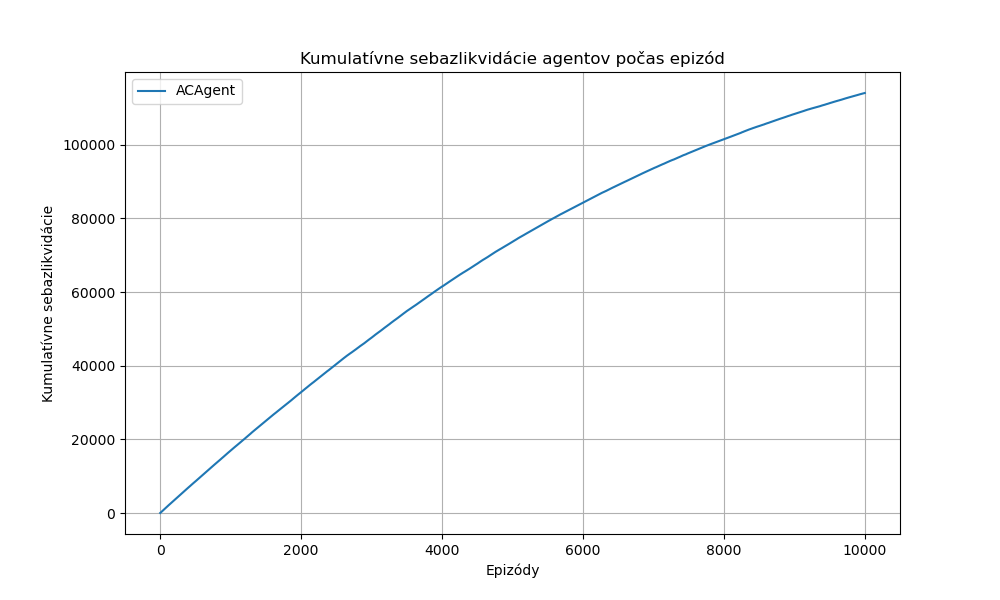 Kumulatívne sebazlikvidácie agentov počas epizód
ACAgent
Kumulatívne sebazlikvidácie
100000
80000
60000
40000
20000
0
0 2000 4000 6000 8000 10000
Epizódy